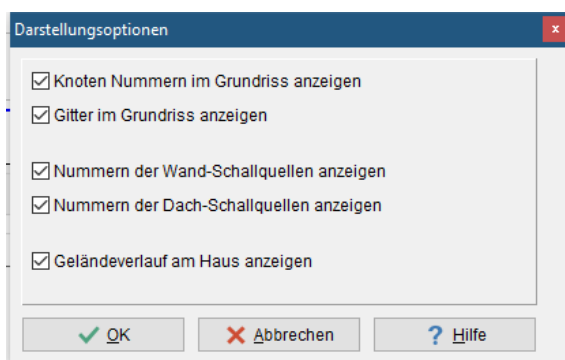 Darstellungsoptionen
Knoten Nummern im Grundriss anzeigen
Gitter im Grundriss anzeigen
Nummern der Wand-Schallquellen anzeigen
Nummern der Dach-Schallquellen anzeigen
Geländeverlauf am Haus anzeigen
OK Abbrechen ? Hilfe